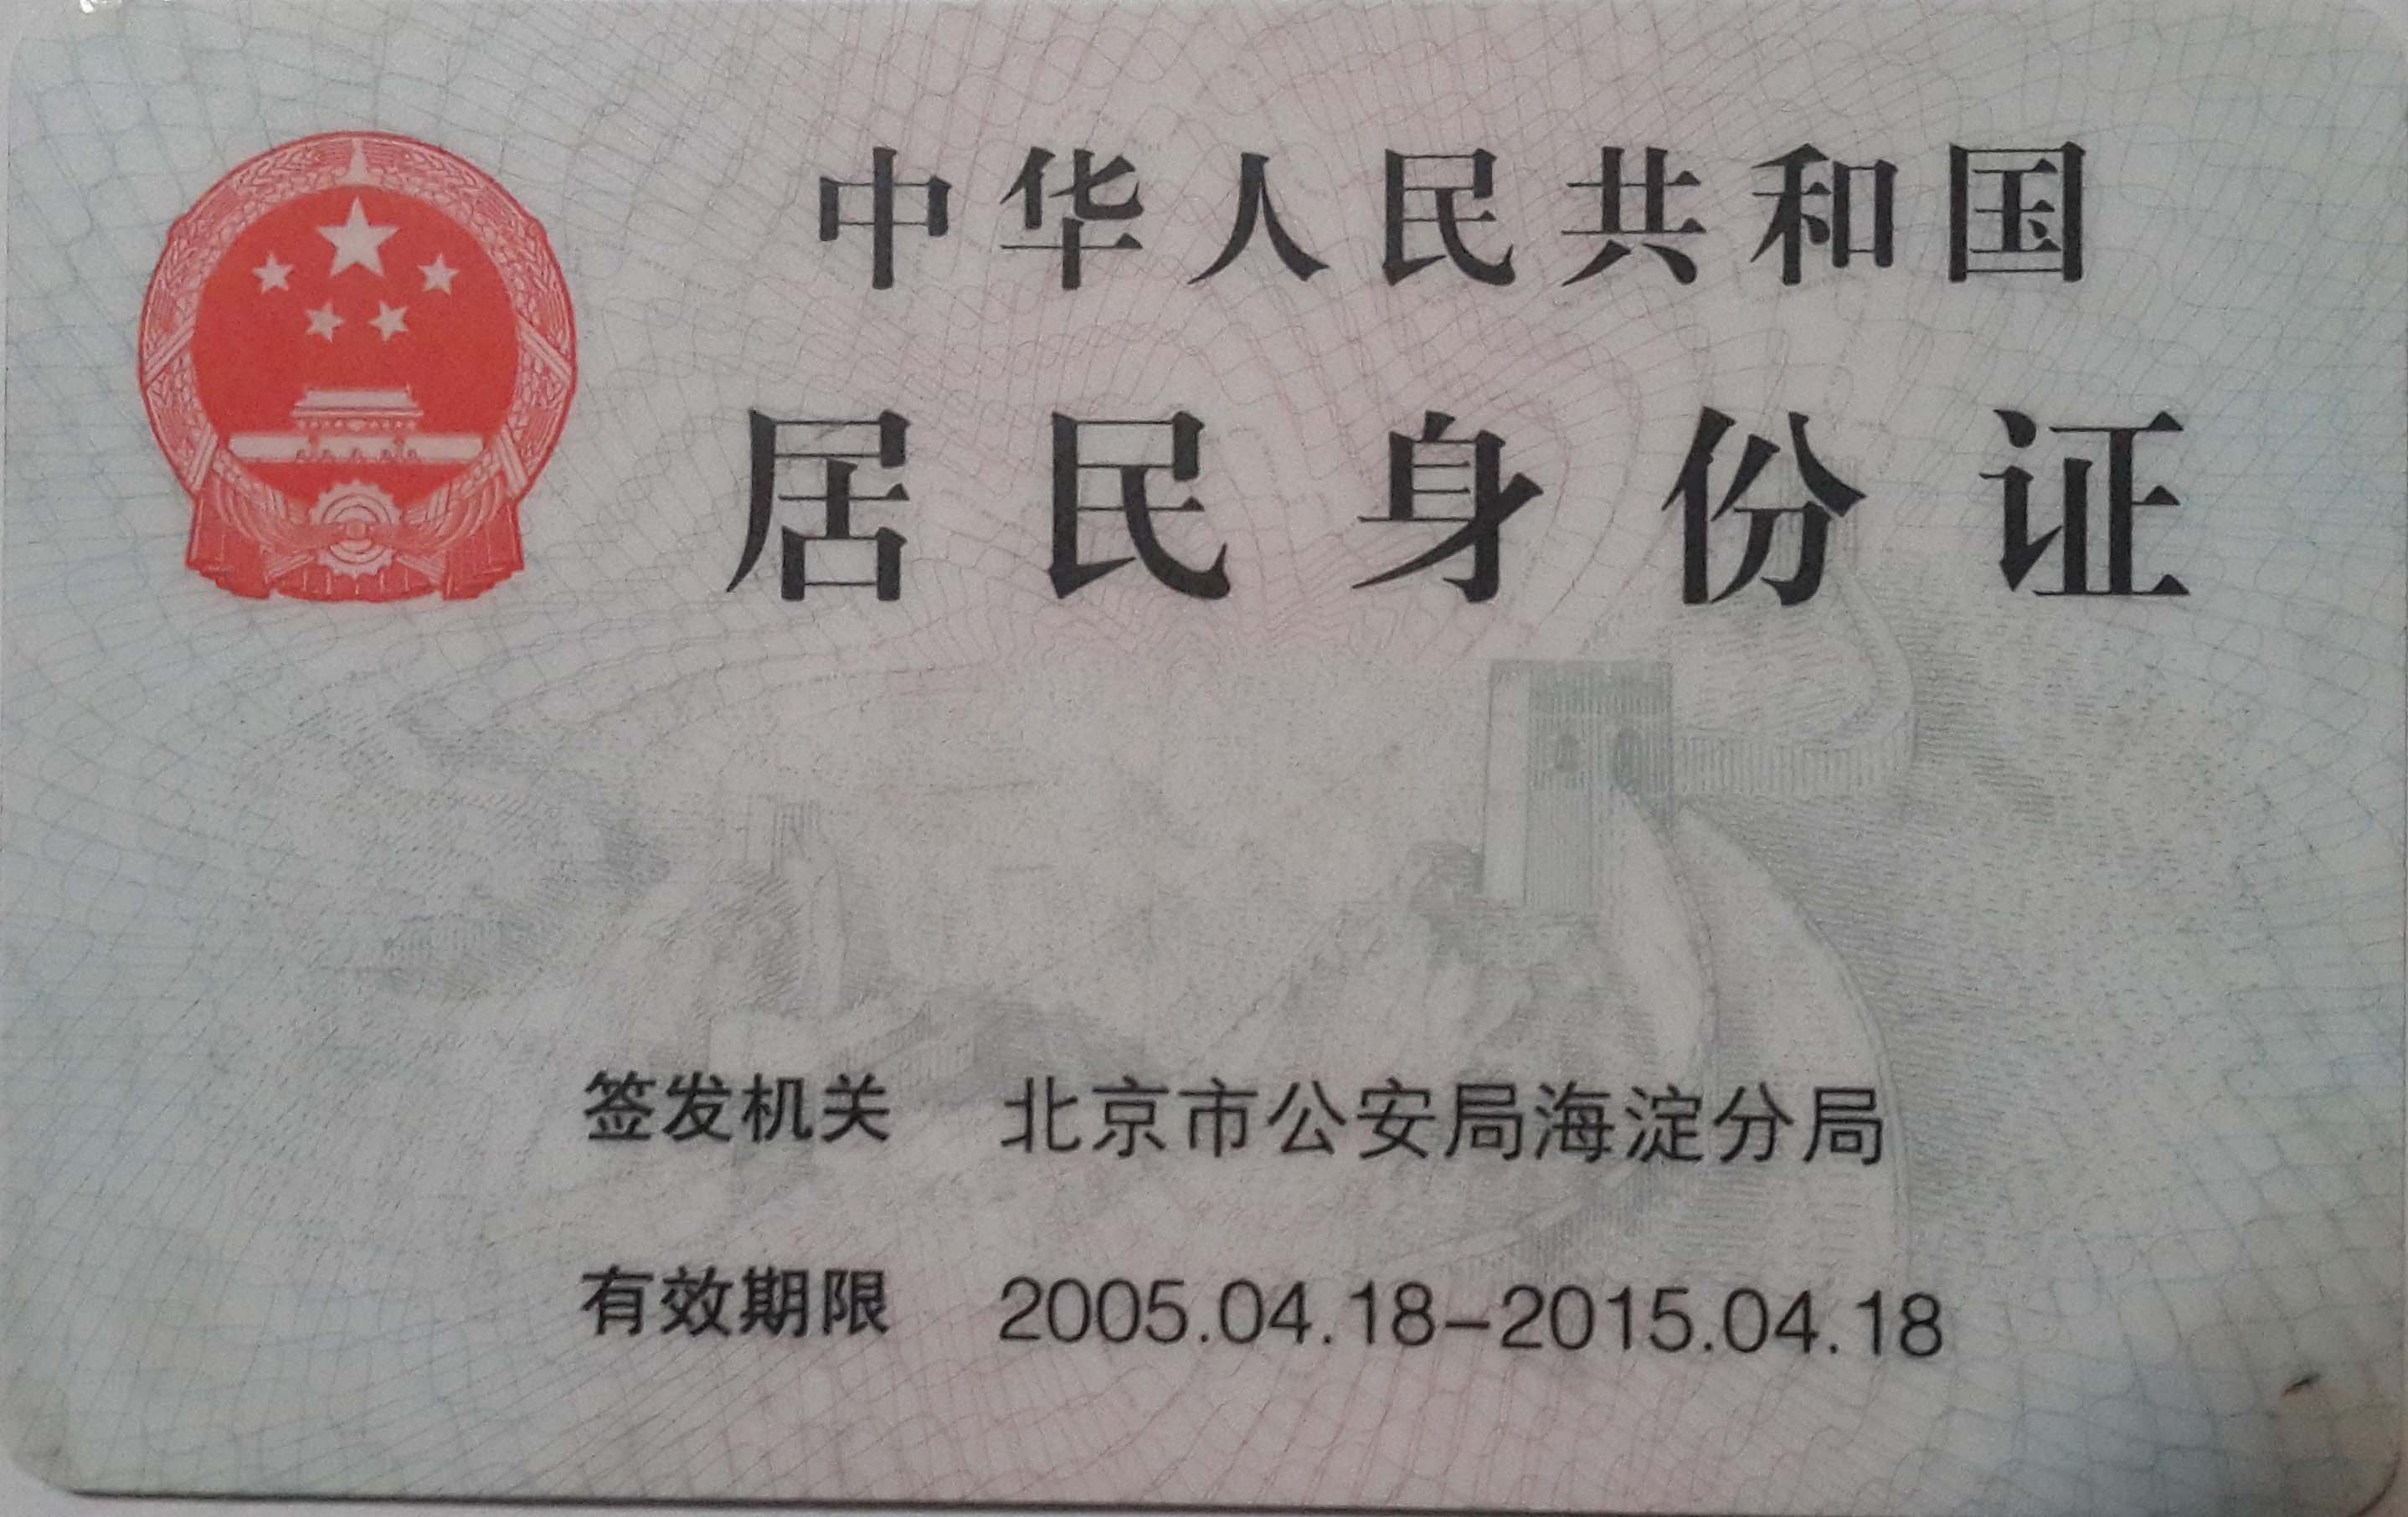 中华人民共和国
居民身份证
签发机关 北京市公安局海淀分局
有效期限 2005.04.18-2015.04.18